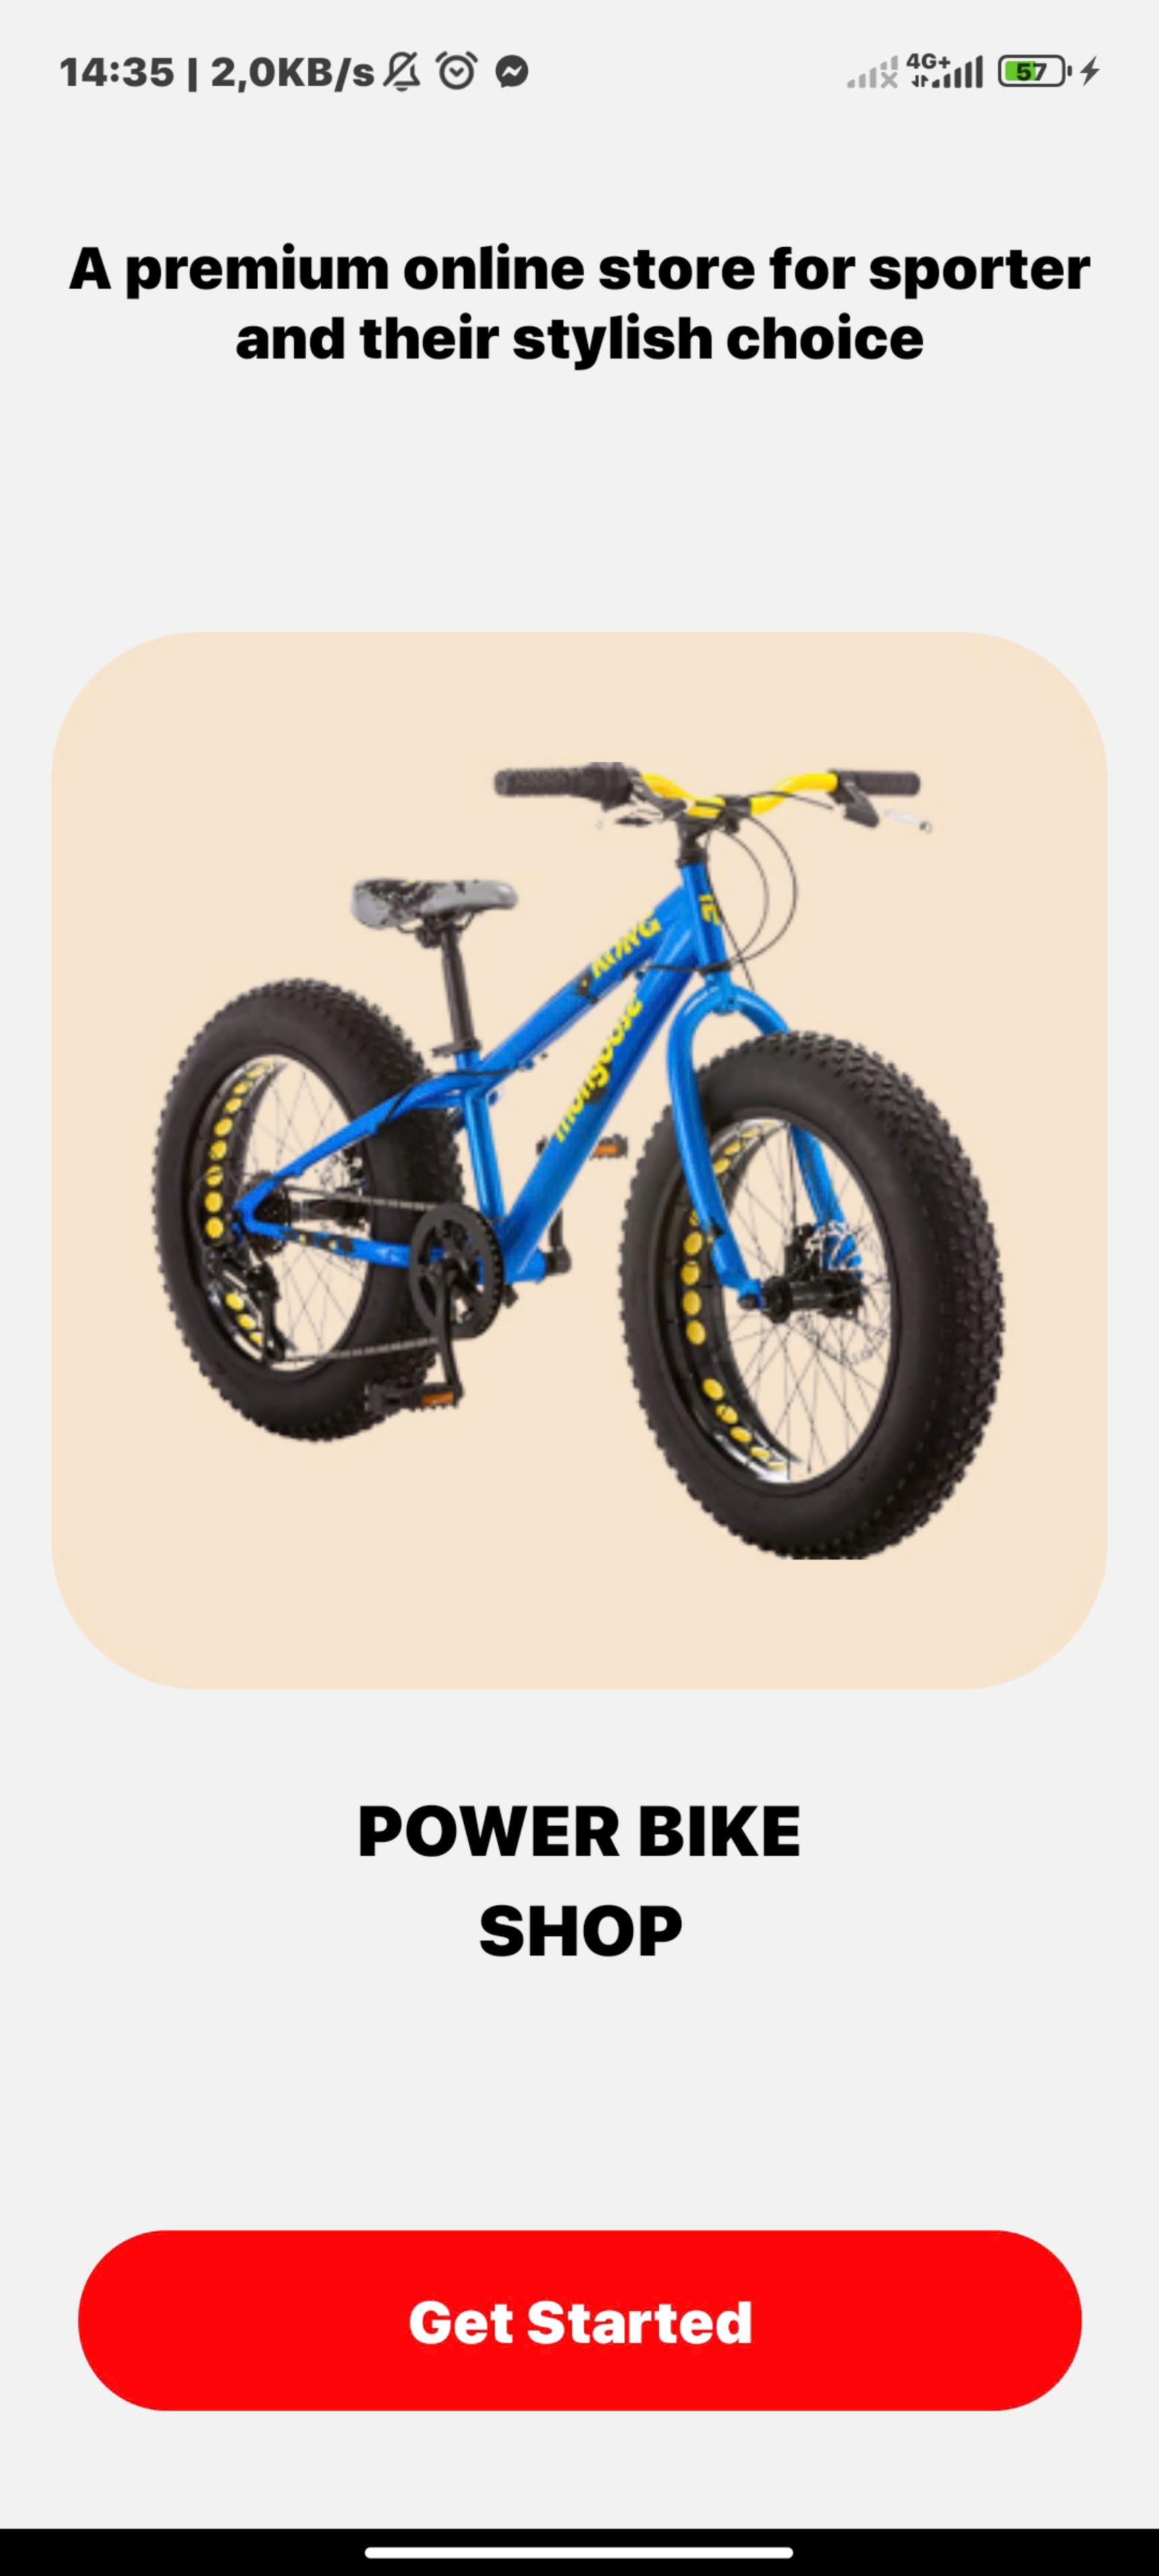 14:35 | 2,0KB/s
4G+
57
A premium online store for sporter
and their stylish choice
KONG
mongoose
POWER BIKE
SHOP
Get Started